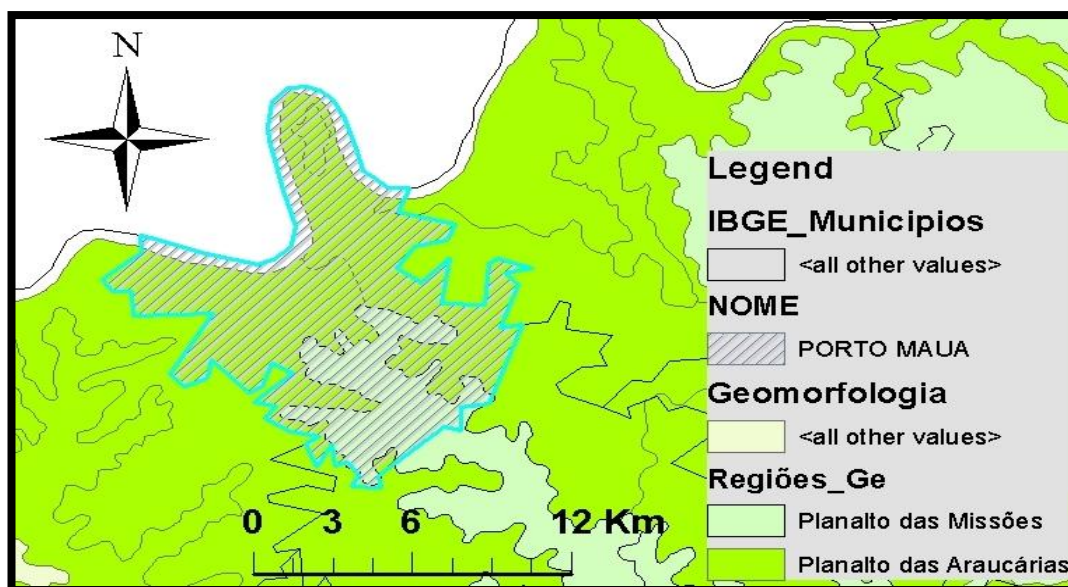 N
Legend
IBGE_Municipios
<all other values>
NOME
PORTO MAUA
Geomorfologia
<all other values>
Regiões_Ge
Planalto das Missões
Planalto das Araucárias
0 3 6 12 Km